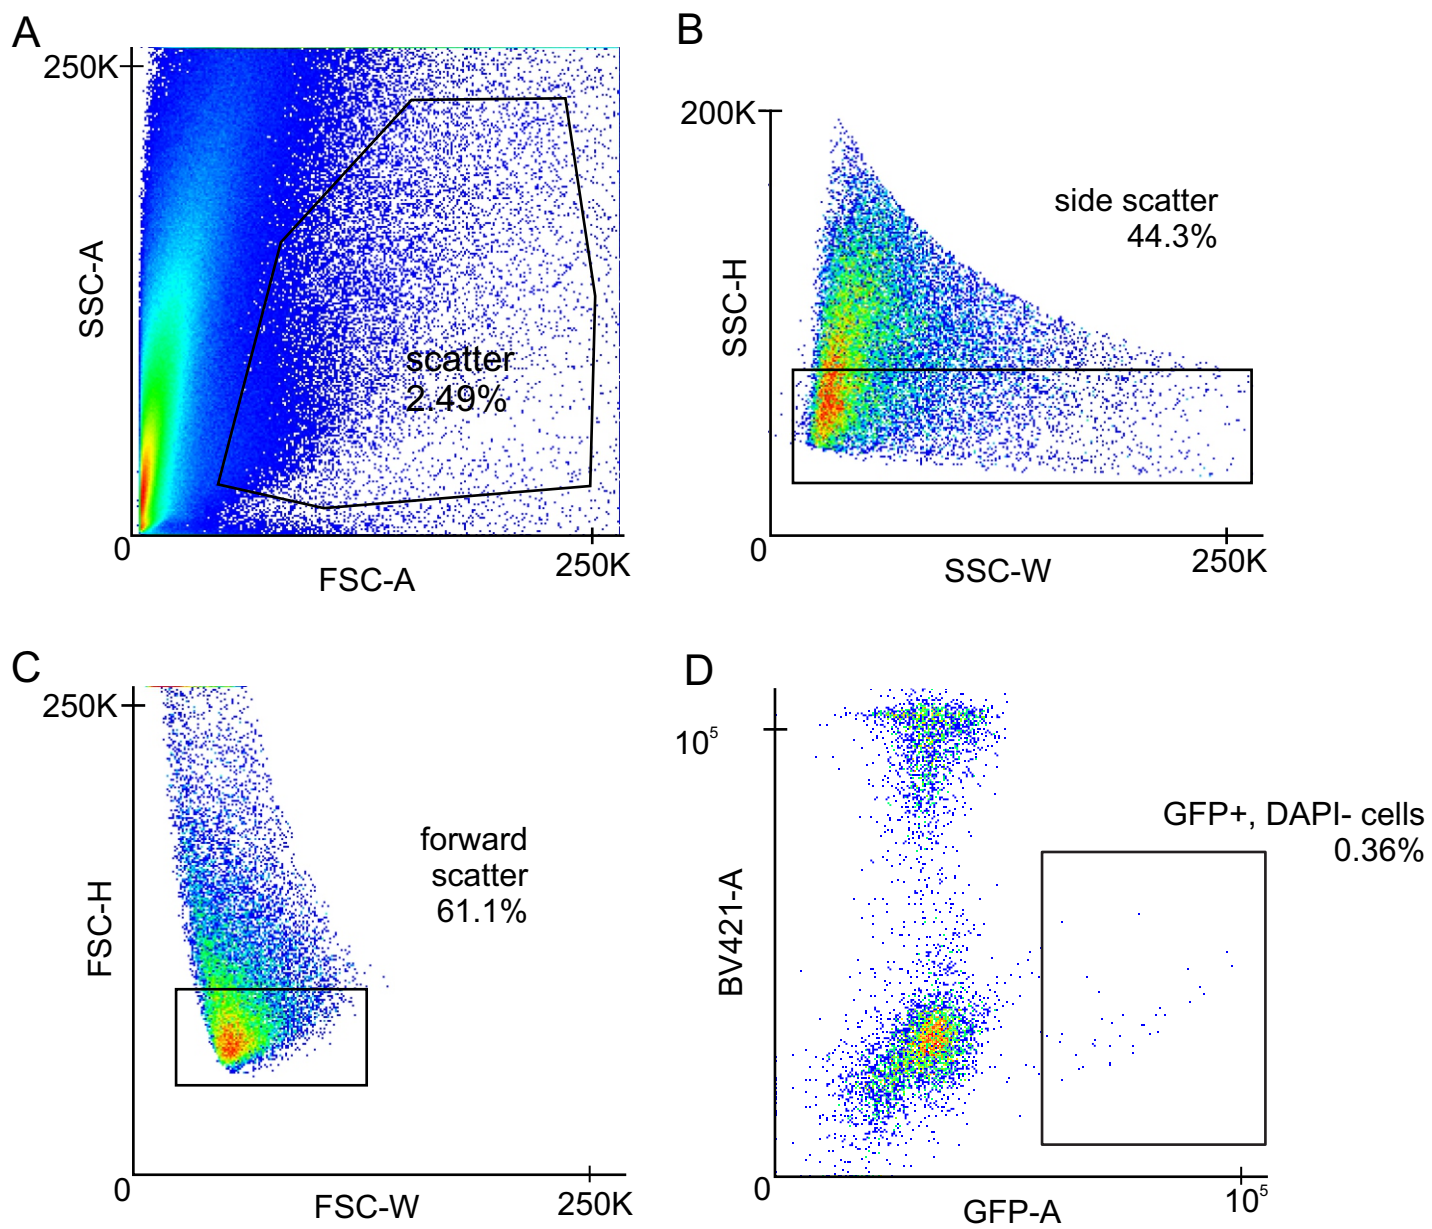 A
250K
SSC-A
scatter
2.49%
0
FSC-A
250K
B
200K
SSC-H
side scatter
44.3%
0
SSC-W
250K
C
250K
FSC-H
forward
scatter
61.1%
0
FSC-W
250K
D
10⁵
BV421-A
GFP+, DAPI- cells
0.36%
0
GFP-A
10⁵